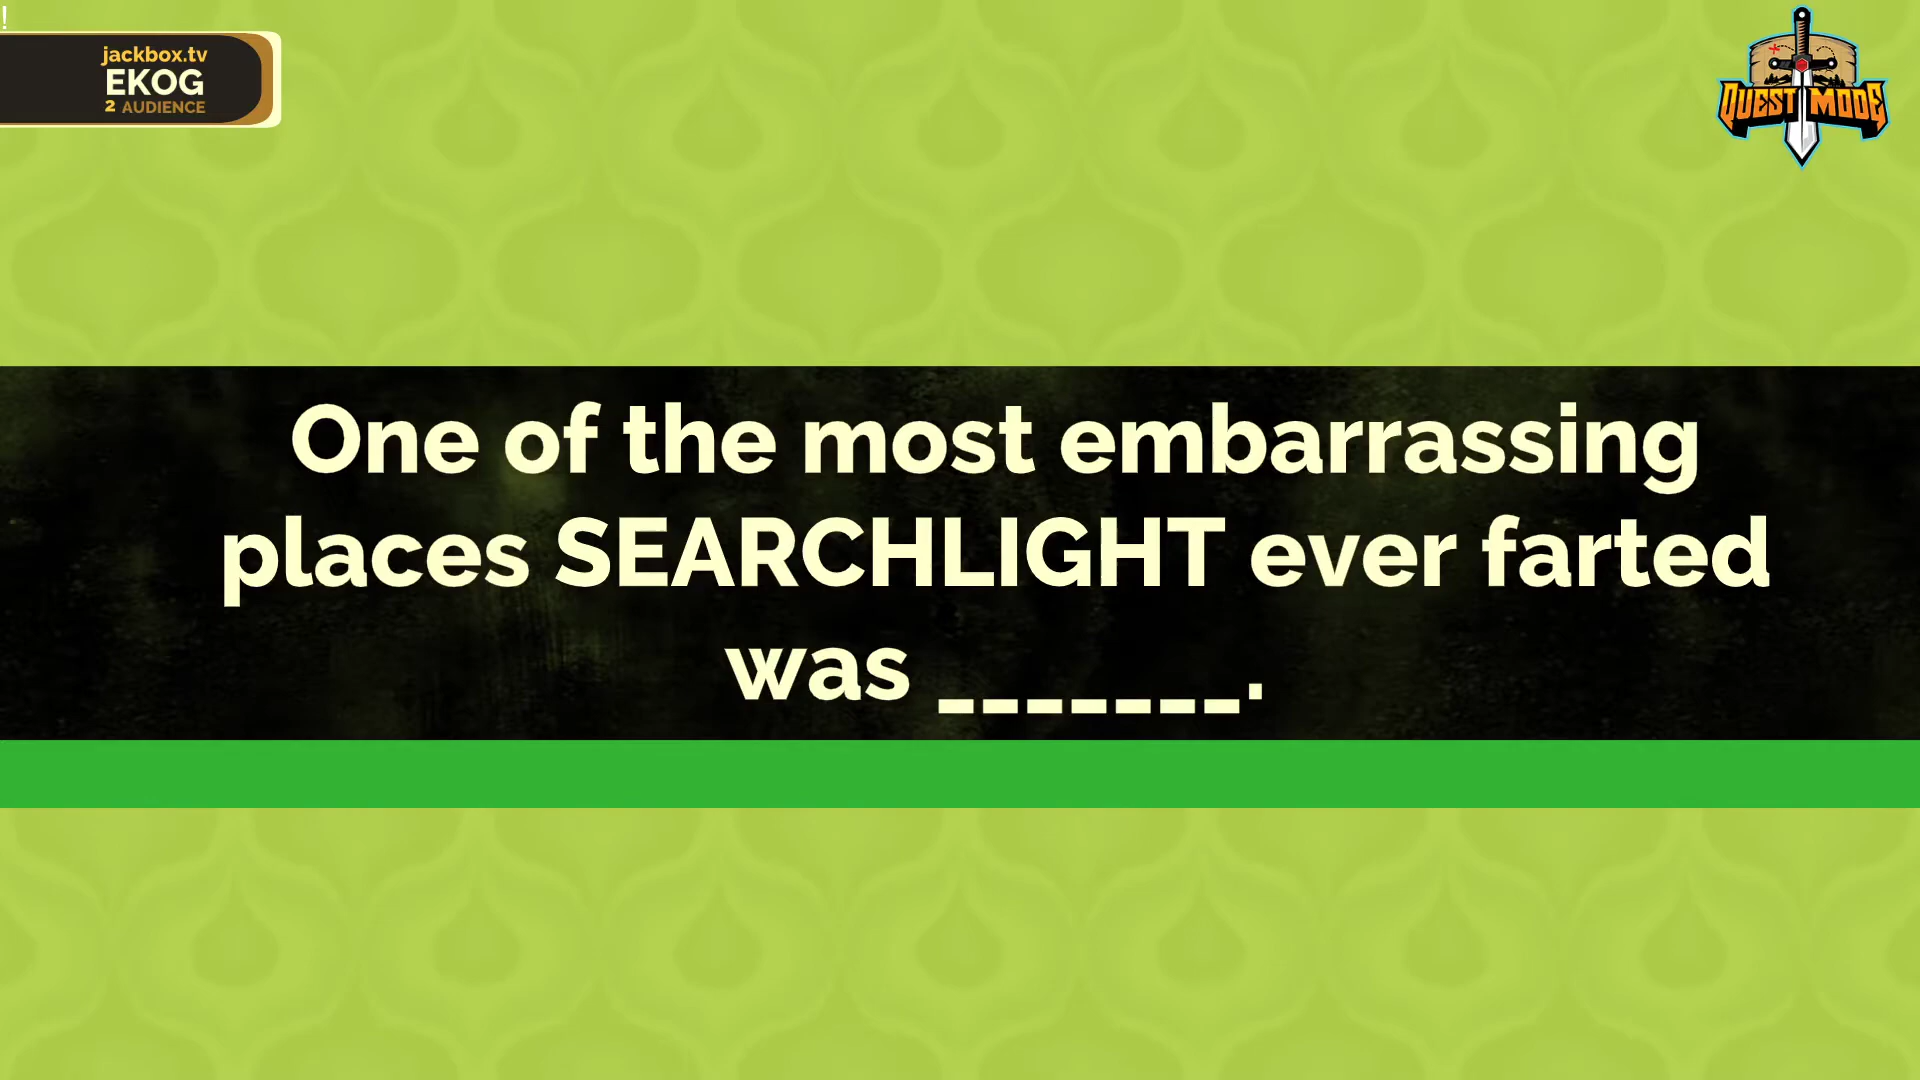 !
jackbox.tv
EKOG
2 AUDIENCE
QUEST MODE
One of the most embarrassing
places SEARCHLIGHT ever farted
was _______.